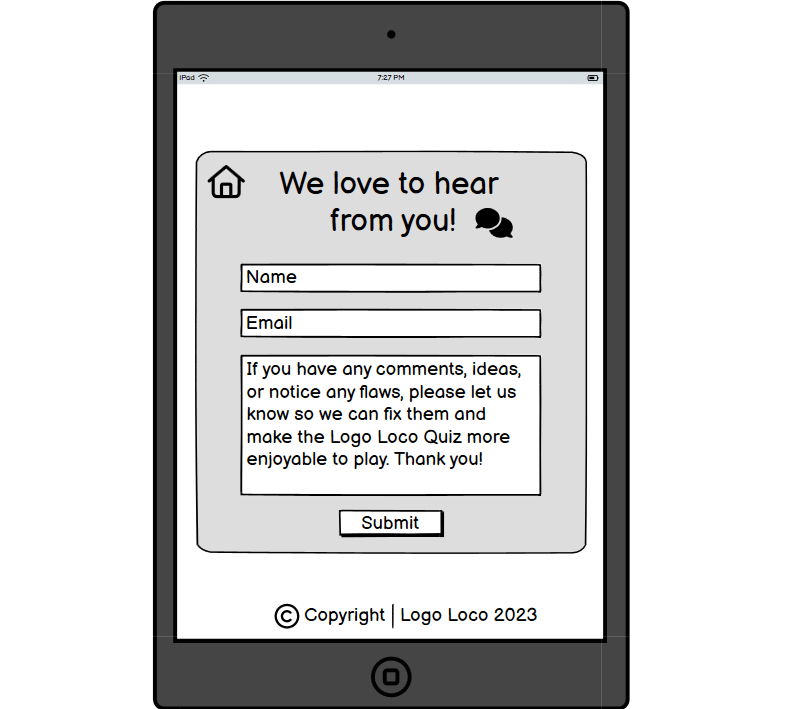 iPad 7:27 PM
We love to hear
from you!
Name
Email
If you have any comments, ideas,
or notice any flaws, please let us
know so we can fix them and
make the Logo Loco Quiz more
enjoyable to play. Thank you!
Submit
© Copyright | Logo Loco 2023